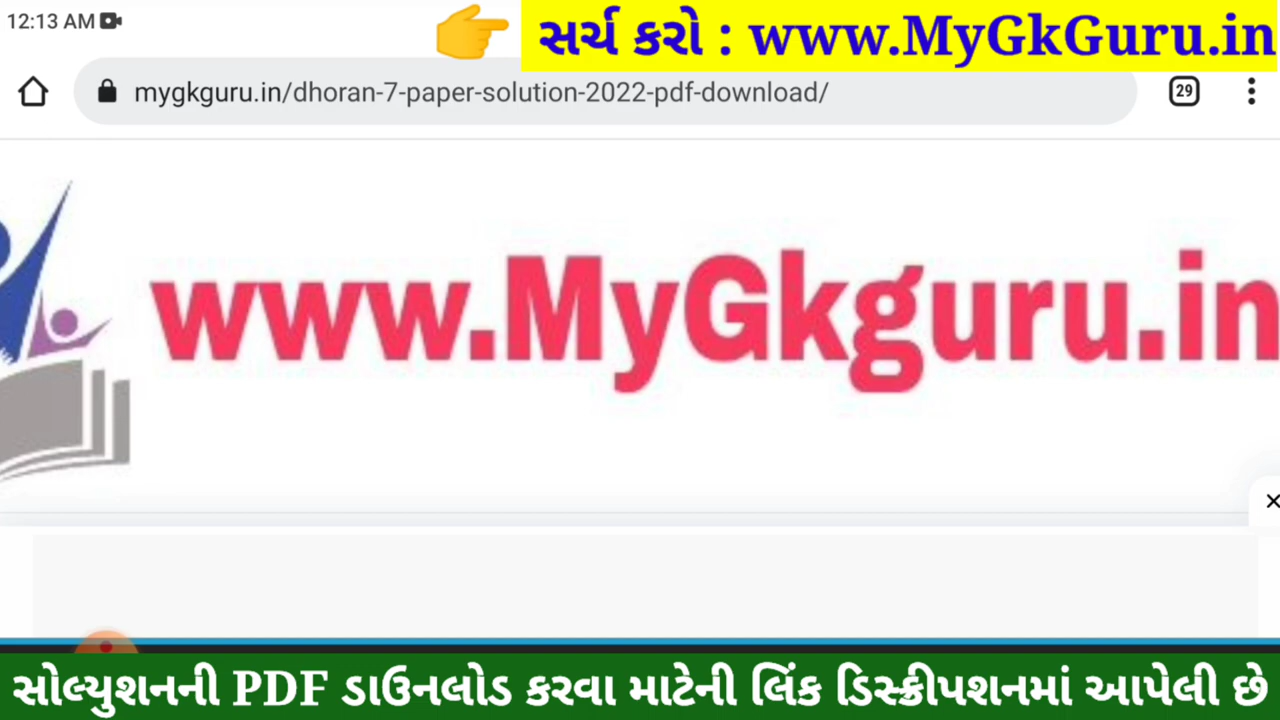 12:13 AM
સર્ચ કરો : www.MyGkGuru.in
mygkguru.in/dhoran-7-paper-solution-2022-pdf-download/
29
www.MyGkguru.in
સોલ્યુશનની PDF ડાઉનલોડ કરવા માટેની લિંક ડિસ્ક્રીપશનમાં આપેલી છે